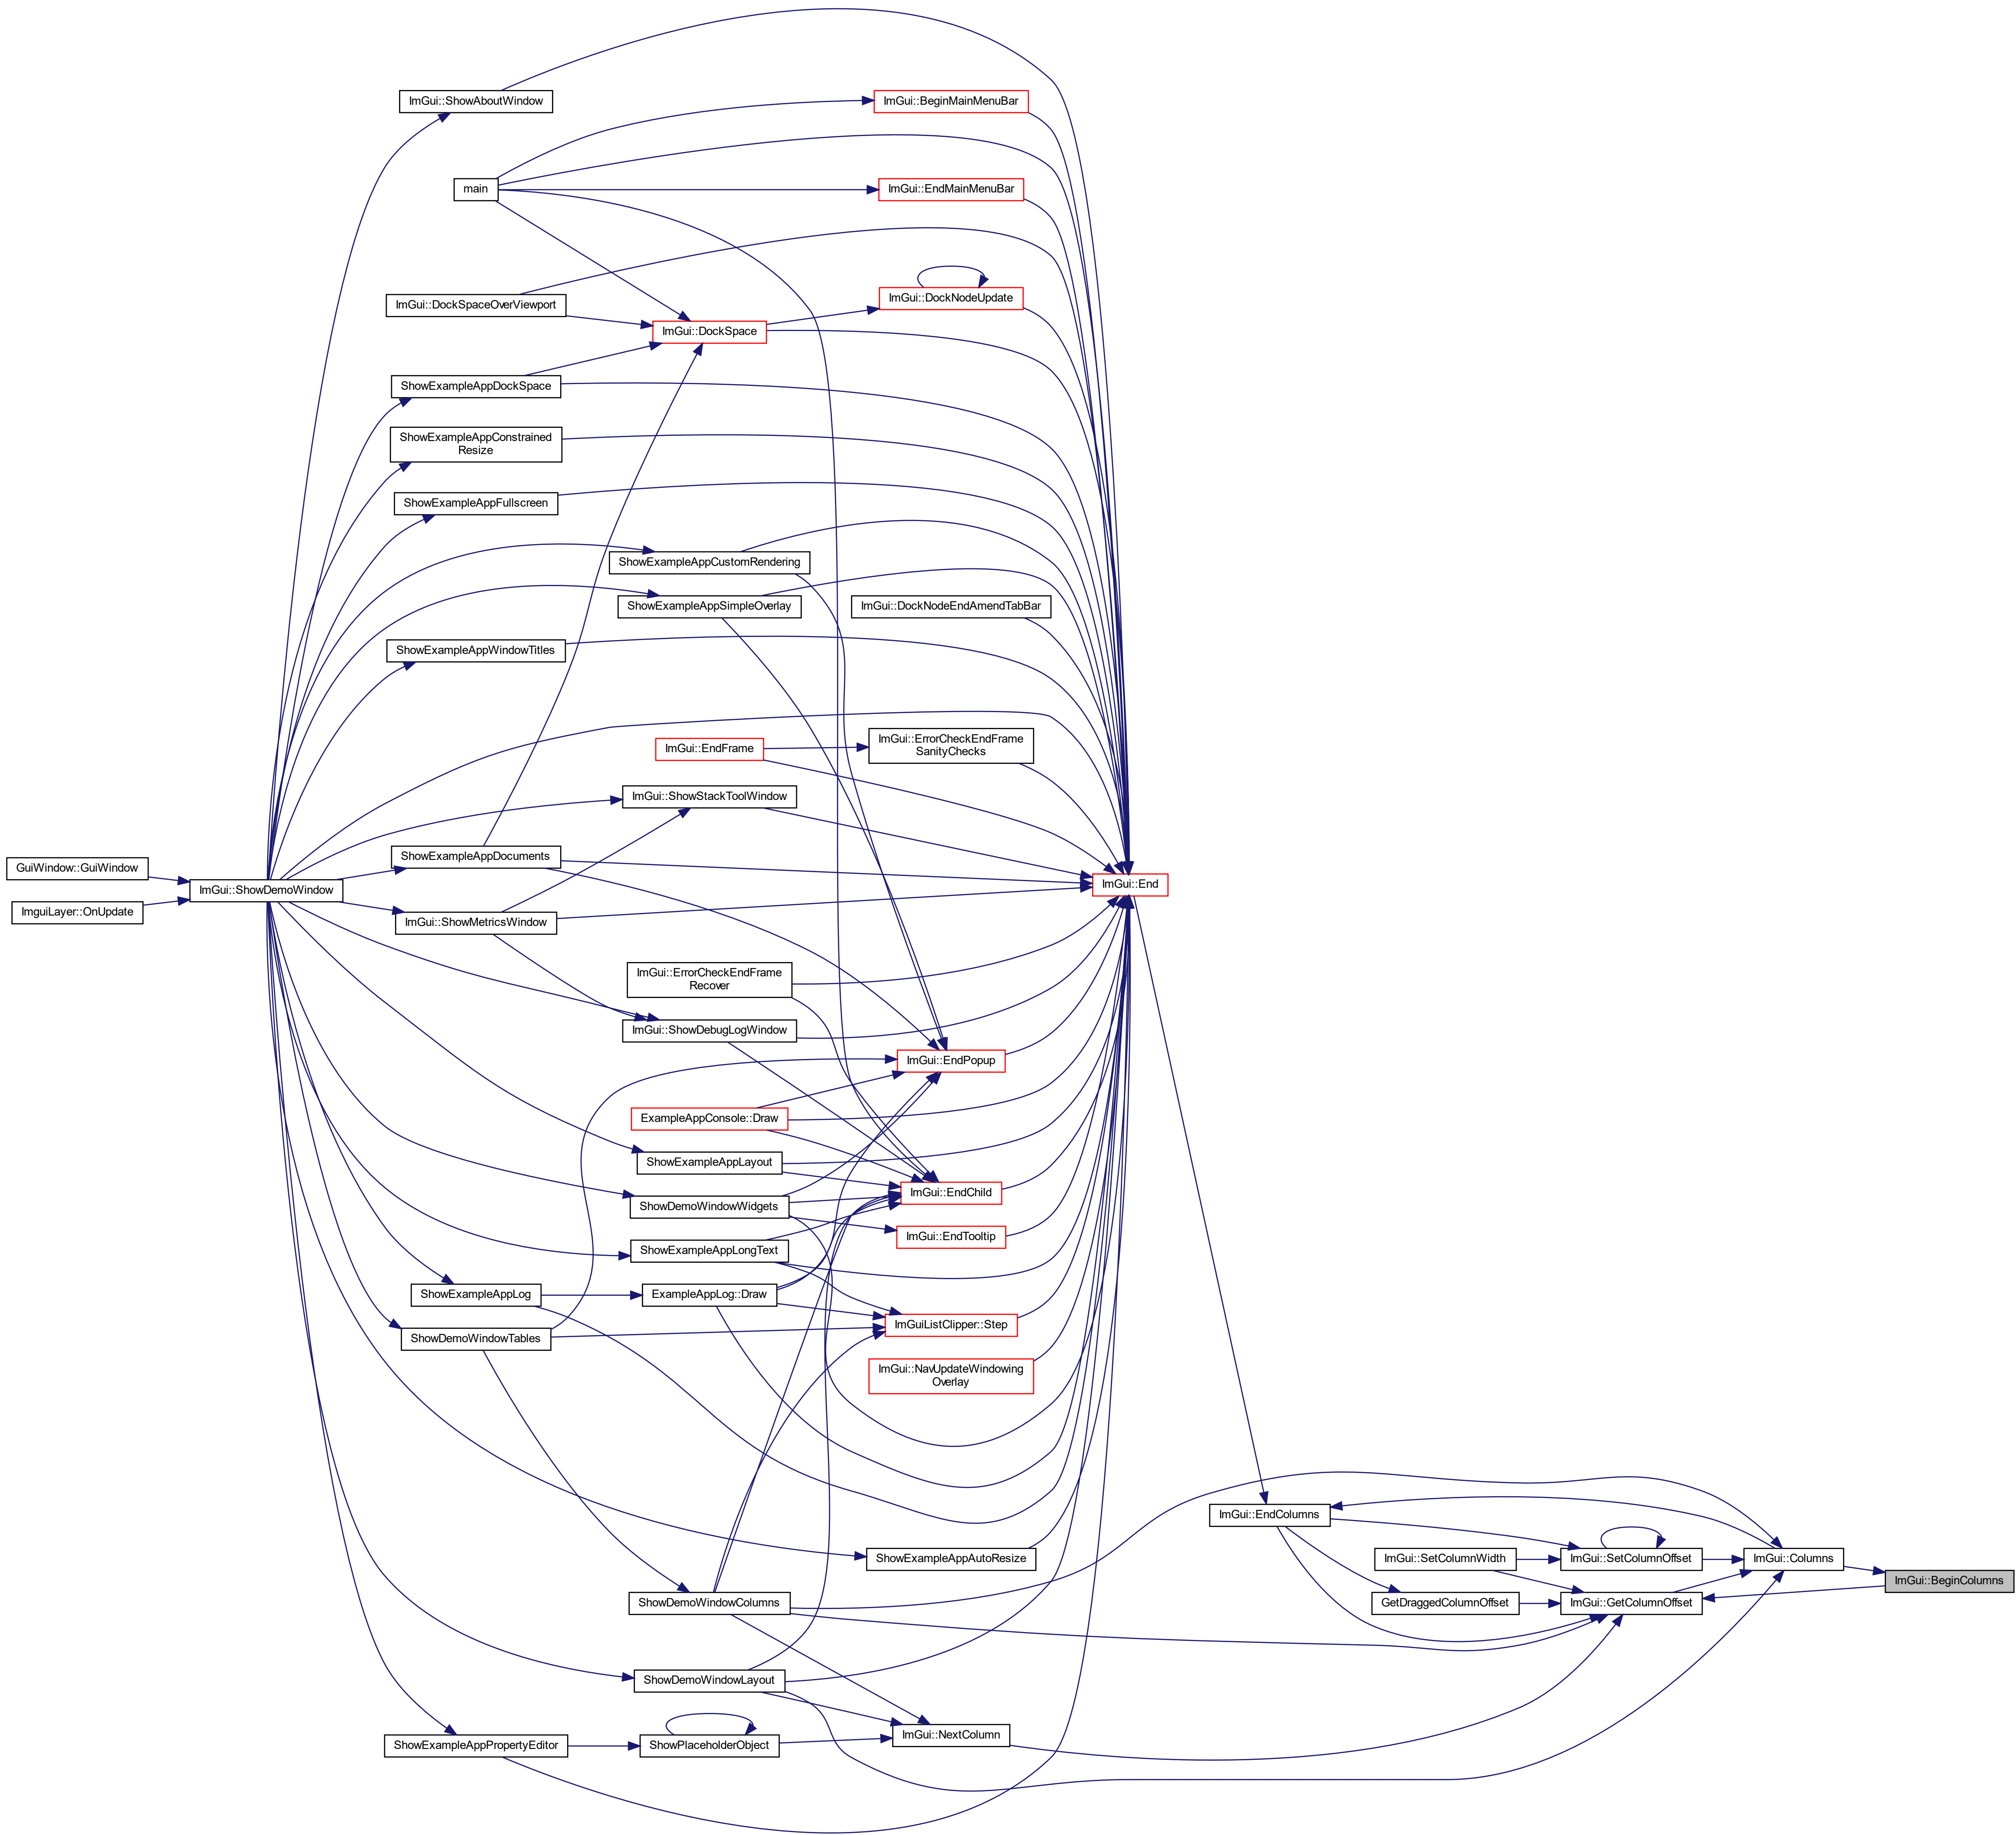 ImGui::ShowAboutWindow
ImGui::BeginMainMenuBar
main
ImGui::EndMainMenuBar
ImGui::DockSpaceOverViewport
ImGui::DockNodeUpdate
ImGui::DockSpace
ShowExampleAppDockSpace
ShowExampleAppConstrained
Resize
ShowExampleAppFullscreen
ShowExampleAppCustomRendering
ShowExampleAppSimpleOverlay
ImGui::DockNodeEndAmendTabBar
ShowExampleAppWindowTitles
ImGui::EndFrame
ImGui::ErrorCheckEndFrame
SanityChecks
ImGui::ShowStackToolWindow
ShowExampleAppDocuments
GuiWindow::GuiWindow
ImGui::ShowDemoWindow
ImGui::End
ImguiLayer::OnUpdate
ImGui::ShowMetricsWindow
ImGui::ErrorCheckEndFrame
Recover
ImGui::ShowDebugLogWindow
ImGui::EndPopup
ExampleAppConsole::Draw
ShowExampleAppLayout
ImGui::EndChild
ShowDemoWindowWidgets
ImGui::EndTooltip
ShowExampleAppLongText
ShowExampleAppLog
ExampleAppLog::Draw
ImGuiListClipper::Step
ShowDemoWindowTables
ImGui::NavUpdateWindowing
Overlay
ImGui::EndColumns
ShowExampleAppAutoResize
ImGui::SetColumnWidth
ImGui::SetColumnOffset
ImGui::Columns
ImGui::BeginColumns
ShowDemoWindowColumns
GetDraggedColumnOffset
ImGui::GetColumnOffset
ShowDemoWindowLayout
ImGui::NextColumn
ShowExampleAppPropertyEditor
ShowPlaceholderObject